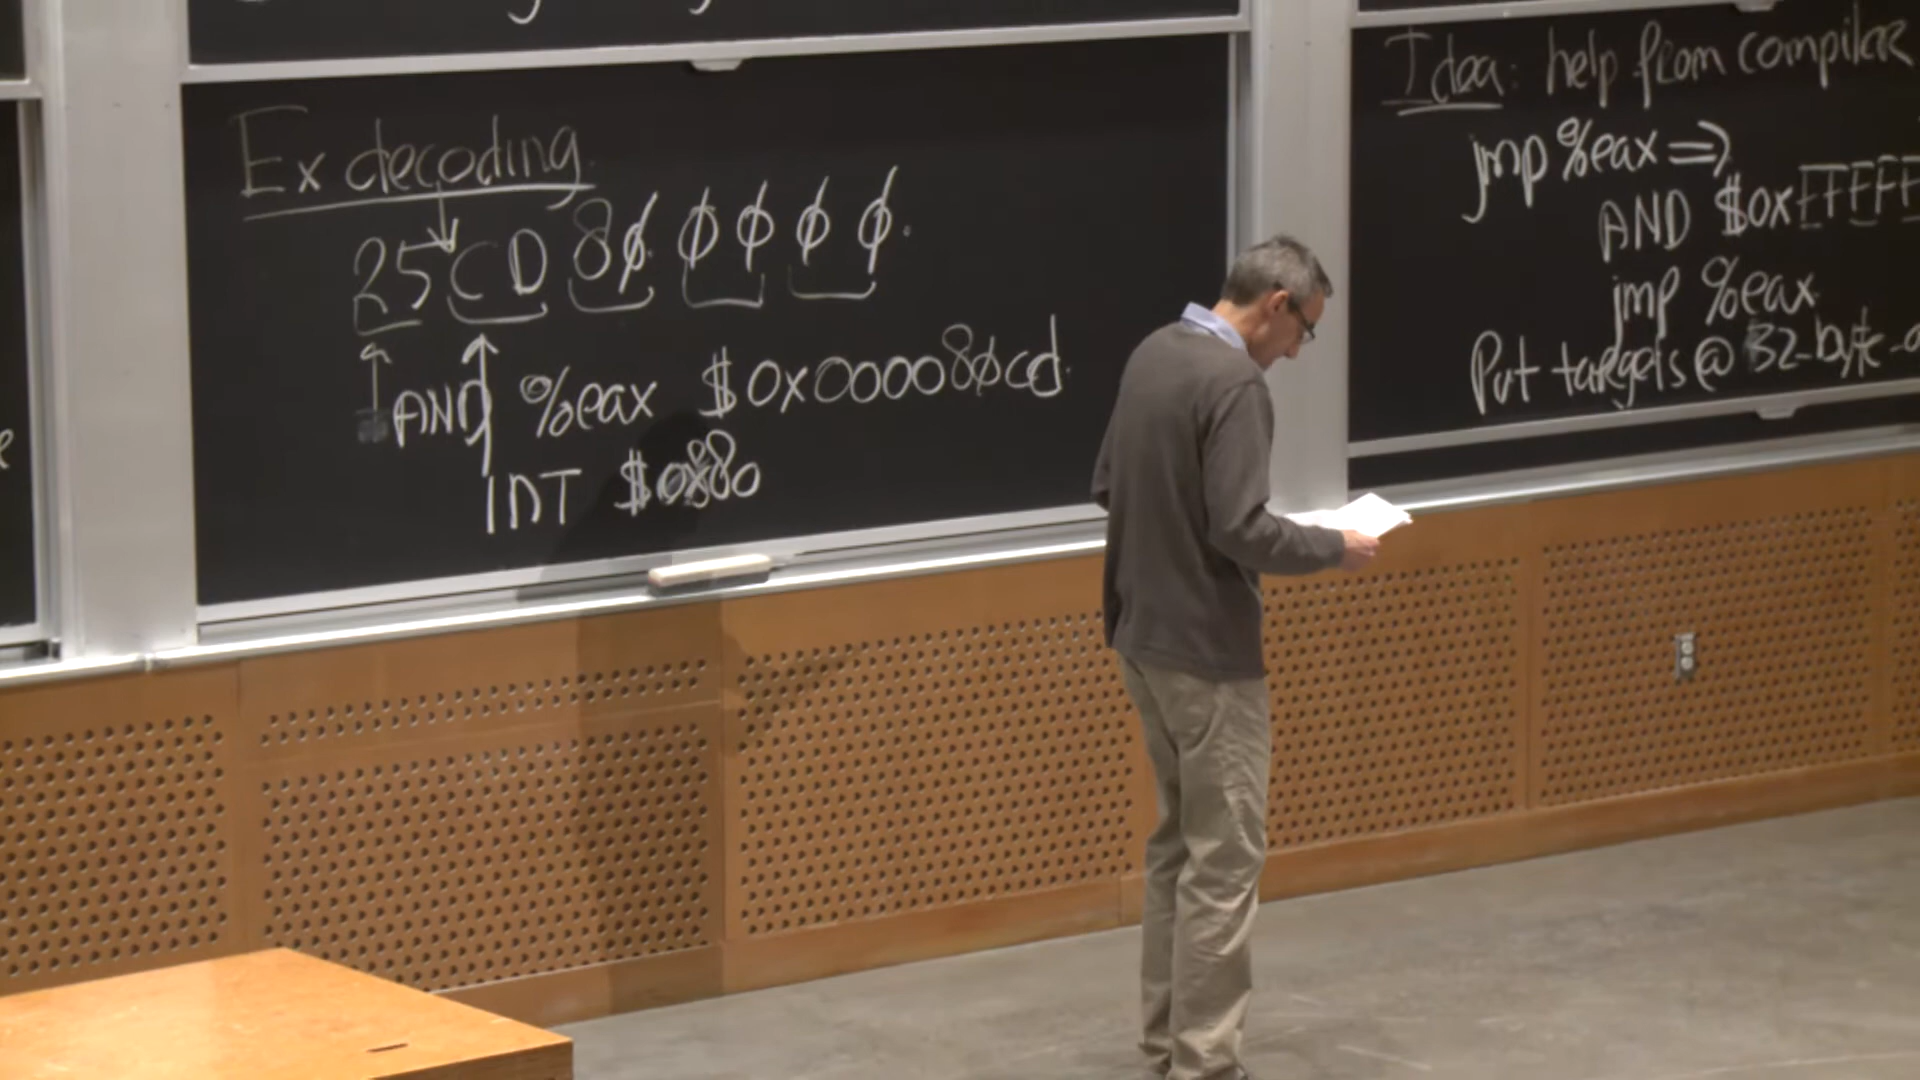 Ex decoding
25 CD 80 00 00.
AND %eax $0x000080cd.
INT $0x80
Idea: help from compiler
jmp %eax =>
AND $0xFFFFF
jmp %eax
Put targets @ 32-byte